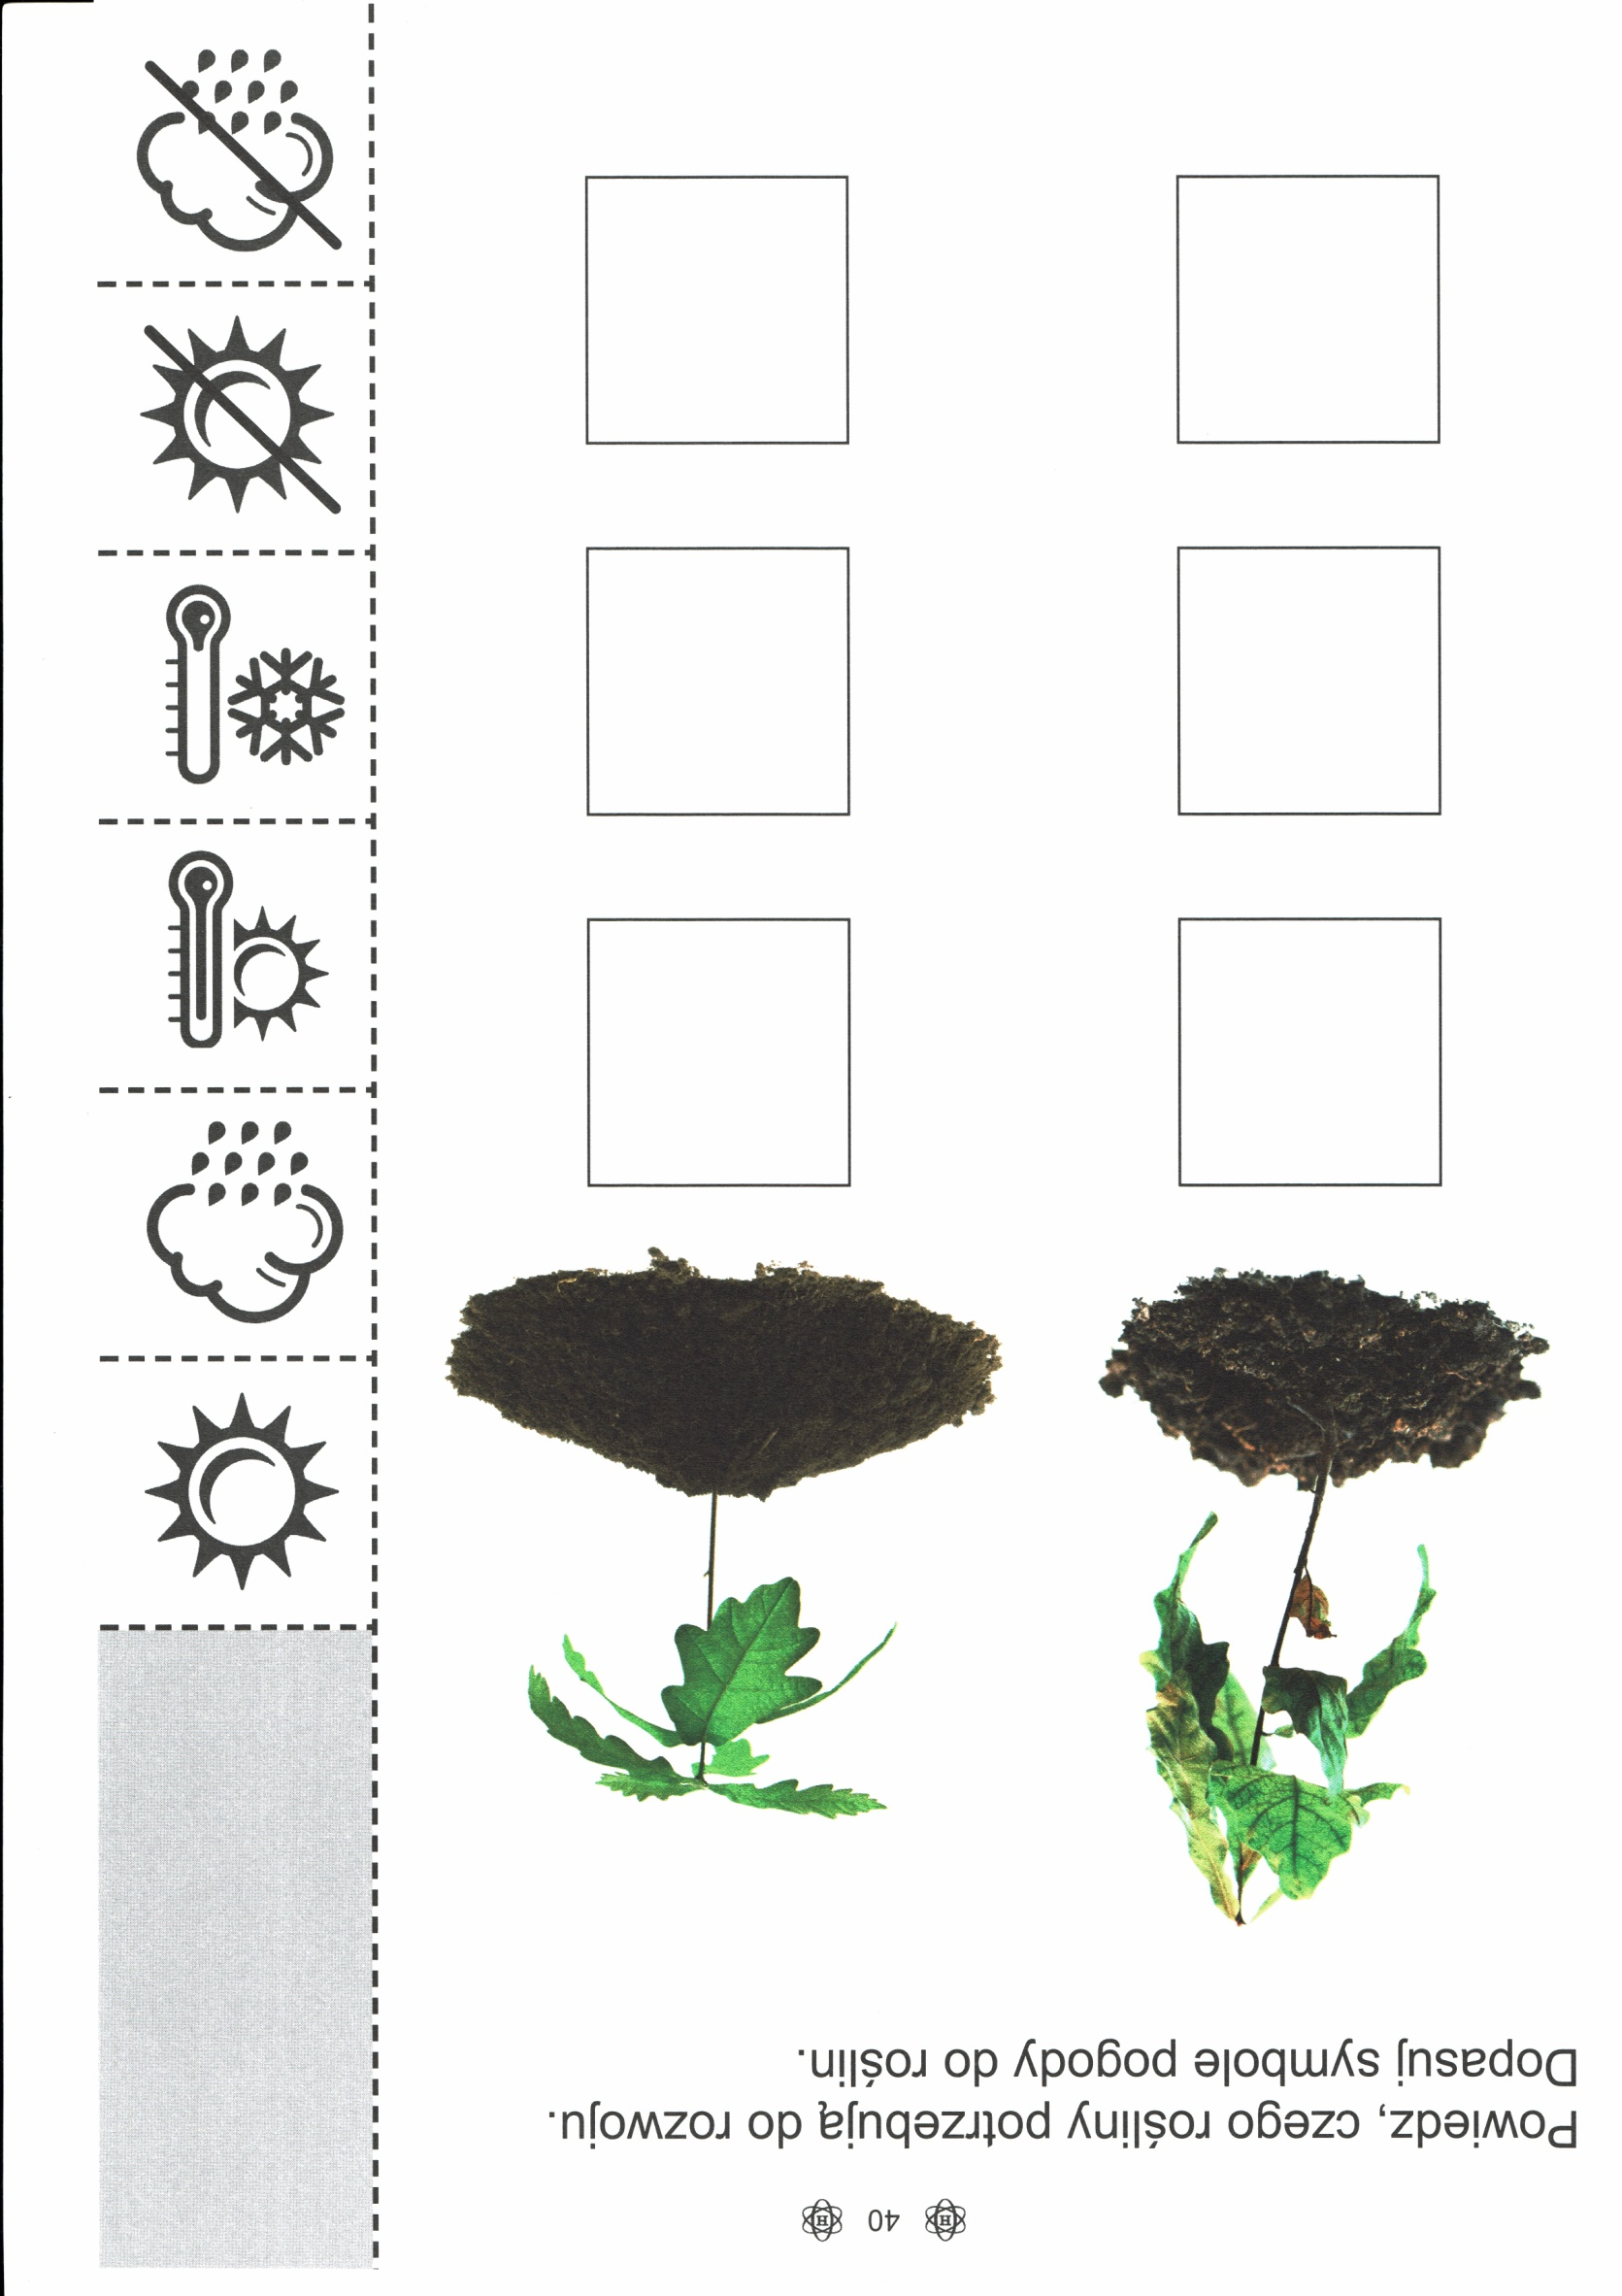 40
Powiedz, czego rośliny potrzebują do rozwoju.
Dopasuj symbole pogody do roślin.